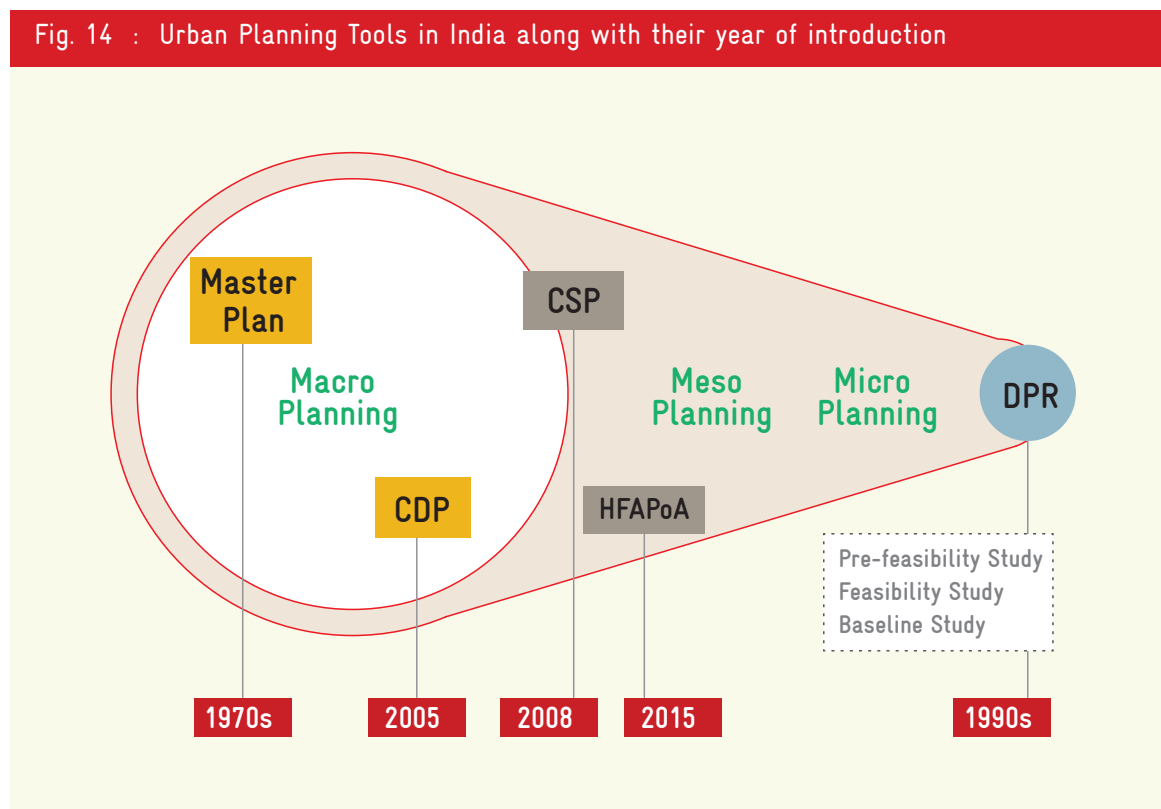 Fig. 14 : Urban Planning Tools in India along with their year of introduction
Master
Plan
CSP
Macro
Planning
Meso
Planning
Micro
Planning
DPR
CDP
HFAPoA
Pre-feasibility Study
Feasibility Study
Baseline Study
1970s
2005
2008
2015
1990s